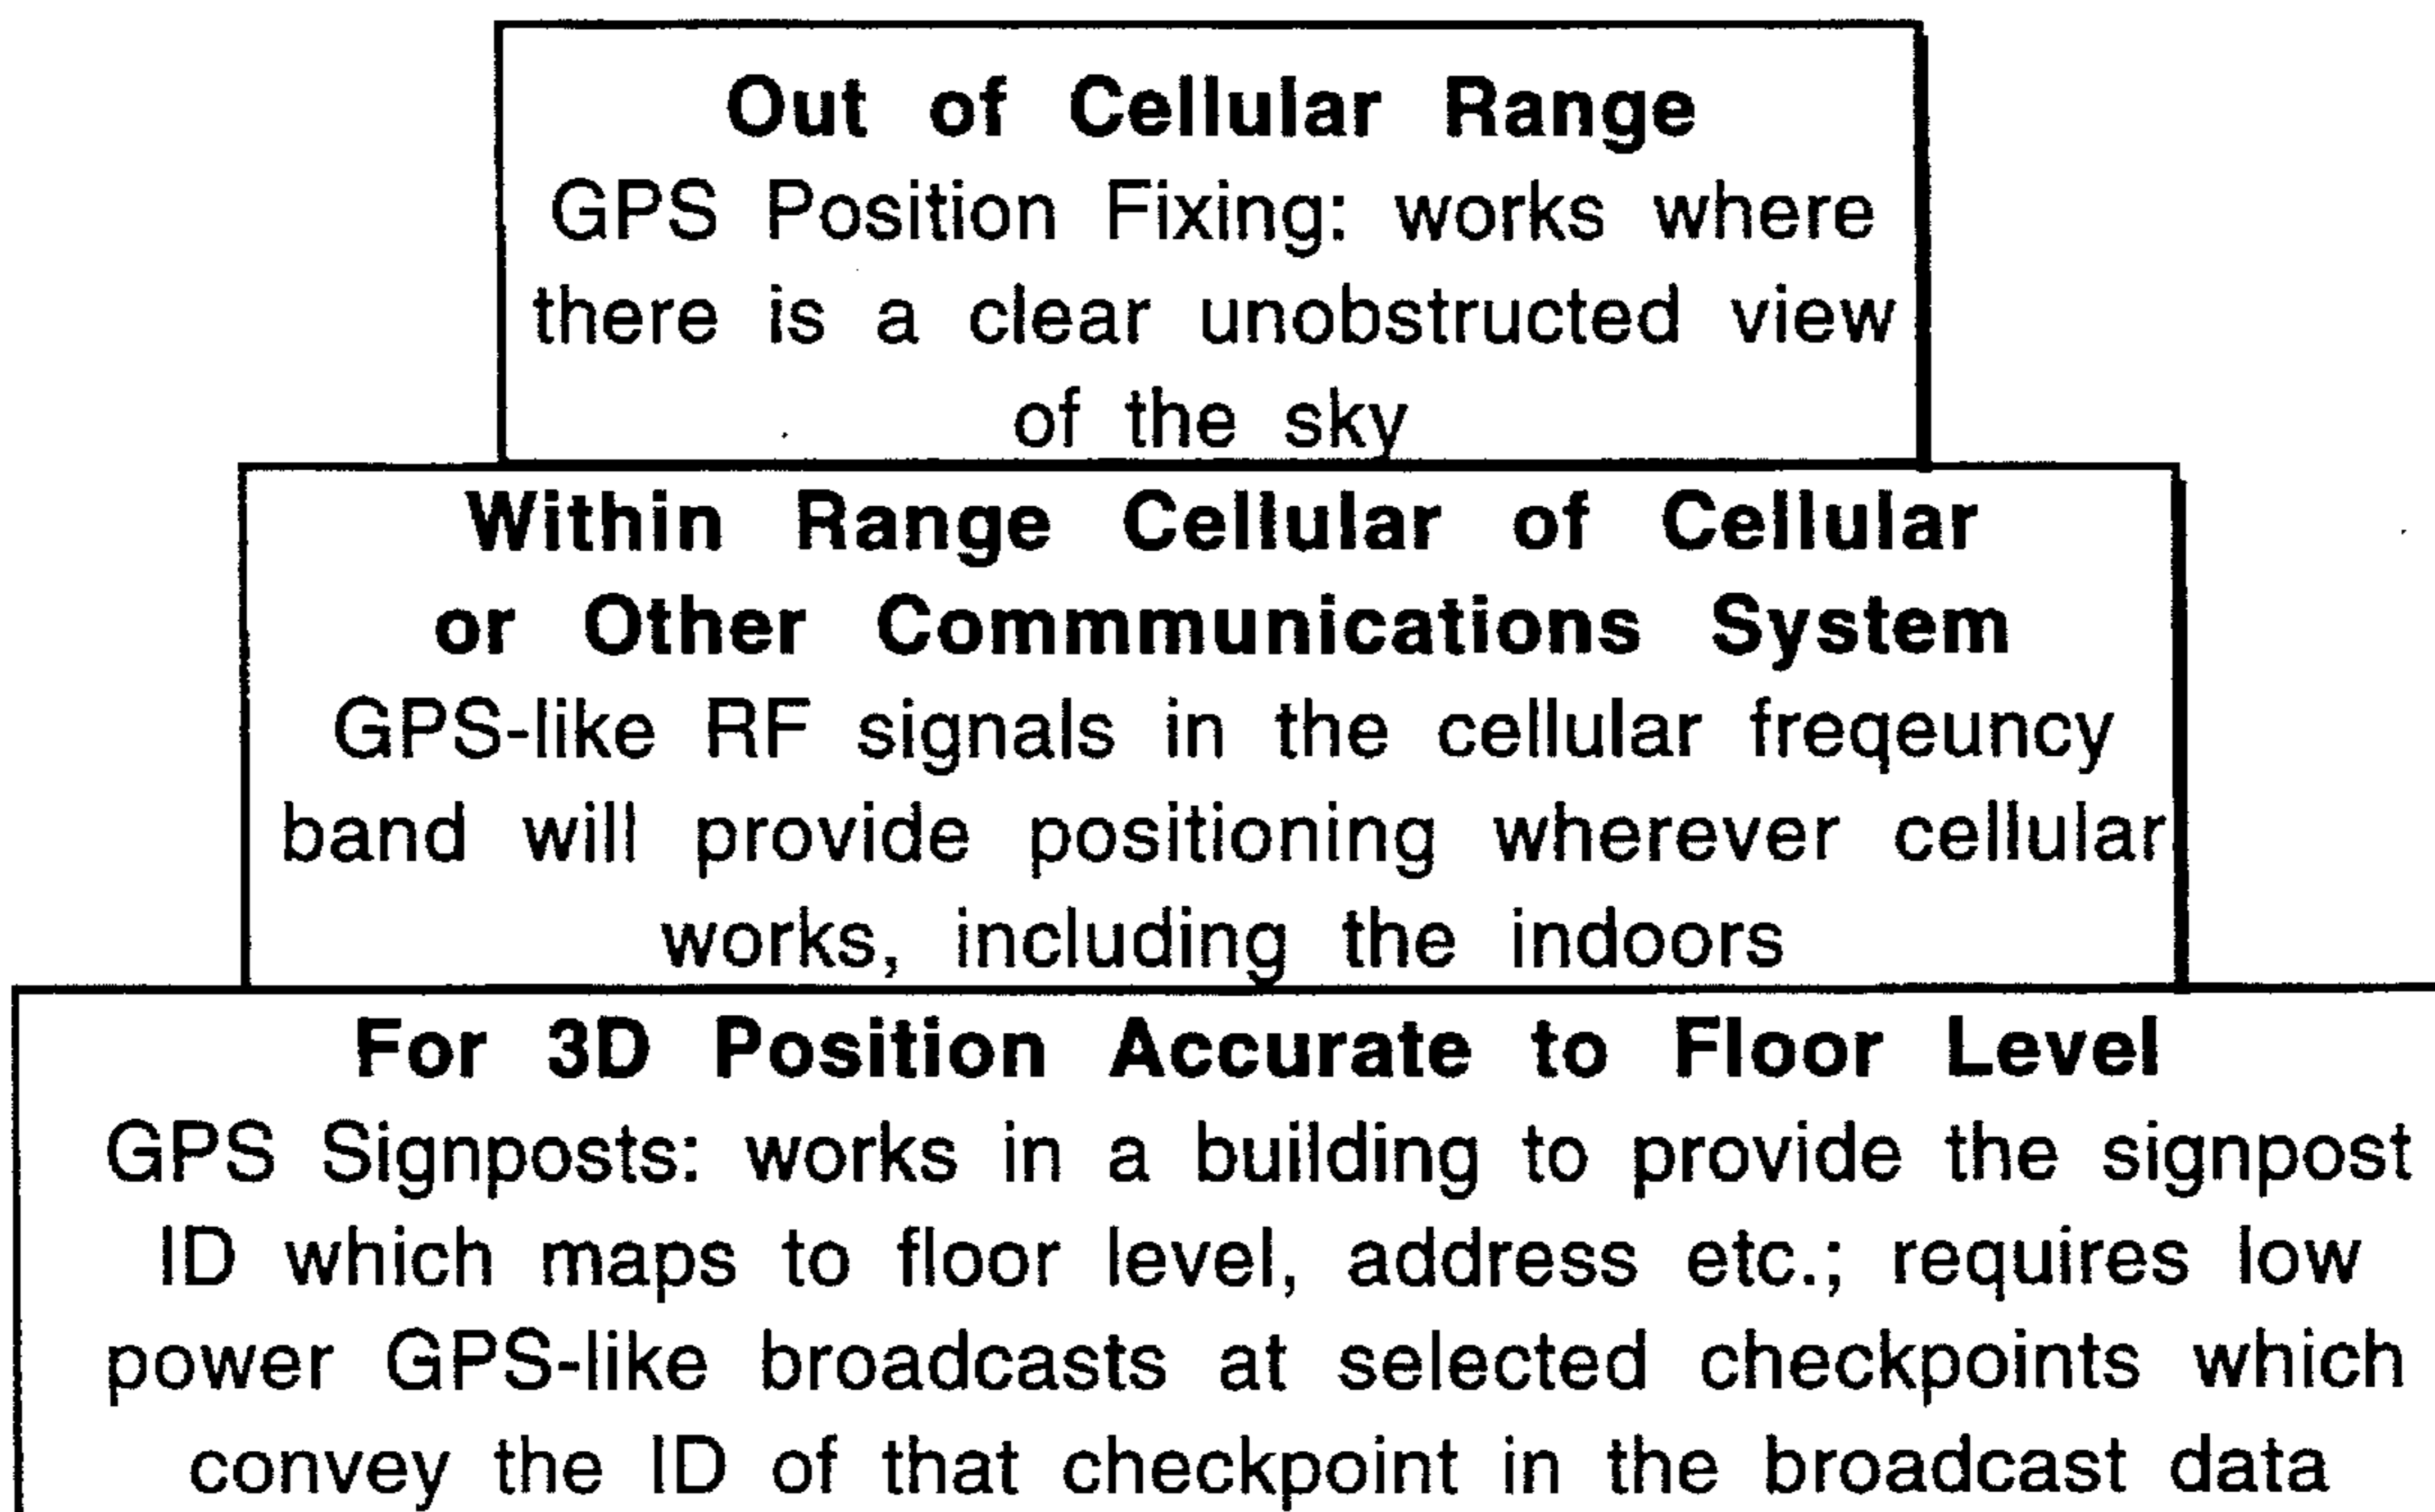 Out of Cellular Range
GPS Position Fixing: works where
there is a clear unobstructed view
of the sky
Within Range Cellular of Cellular
or Other Commmunications System
GPS-like RF signals in the cellular freqeuncy
band will provide positioning wherever cellular
works, including the indoors
For 3D Position Accurate to Floor Level
GPS Signposts: works in a building to provide the signpost
ID which maps to floor level, address etc.; requires low
power GPS-like broadcasts at selected checkpoints which
convey the ID of that checkpoint in the broadcast data